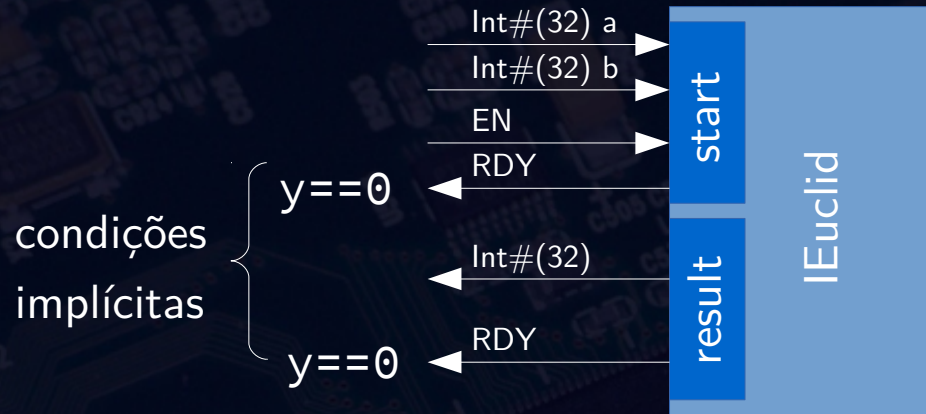 Int#(32) a
Int#(32) b
EN
RDY
start
y==0
condições
implícitas
Int#(32)
RDY
result
y==0
IEuclid